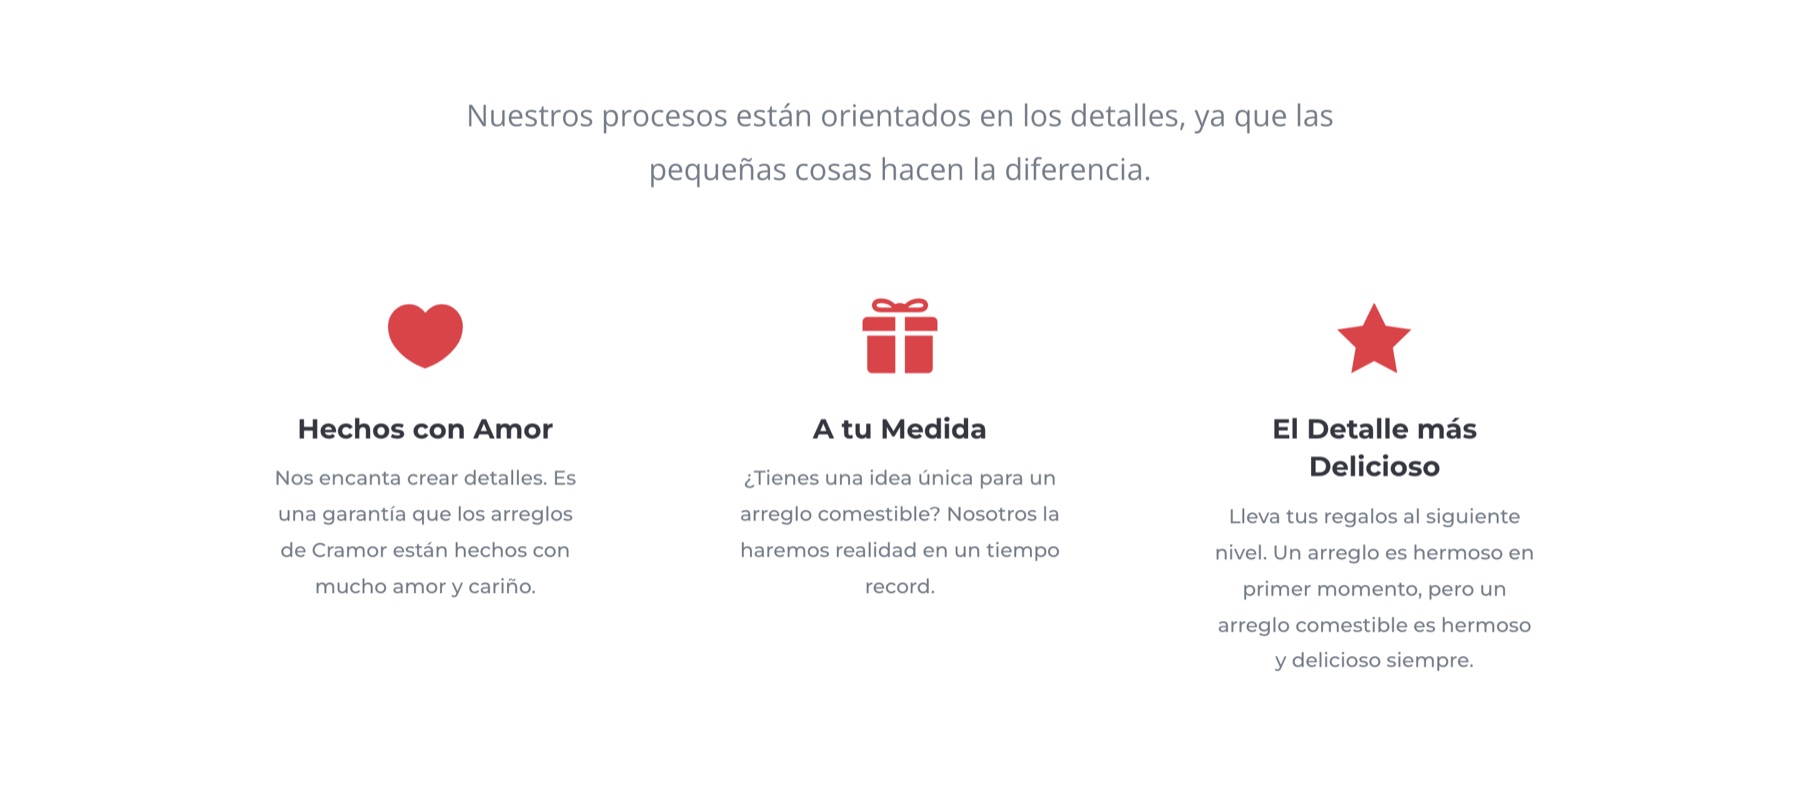 Nuestros procesos están orientados en los detalles, ya que las
pequeñas cosas hacen la diferencia.
Hechos con Amor
Nos encanta crear detalles. Es
una garantía que los arreglos
de Cramor están hechos con
mucho amor y cariño.
A tu Medida
¿Tienes una idea única para un
arreglo comestible? Nosotros la
haremos realidad en un tiempo
record.
El Detalle más
Delicioso
Lleva tus regalos al siguiente
nivel. Un arreglo es hermoso en
primer momento, pero un
arreglo comestible es hermoso
y delicioso siempre.